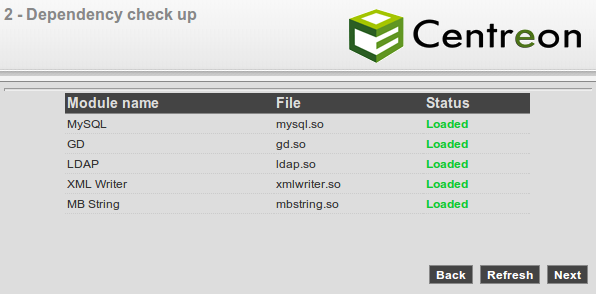 2 - Dependency check up
Centreon
Module name File Status
MySQL mysql.so Loaded
GD gd.so Loaded
LDAP ldap.so Loaded
XML Writer xmlwriter.so Loaded
MB String mbstring.so Loaded
Back Refresh Next